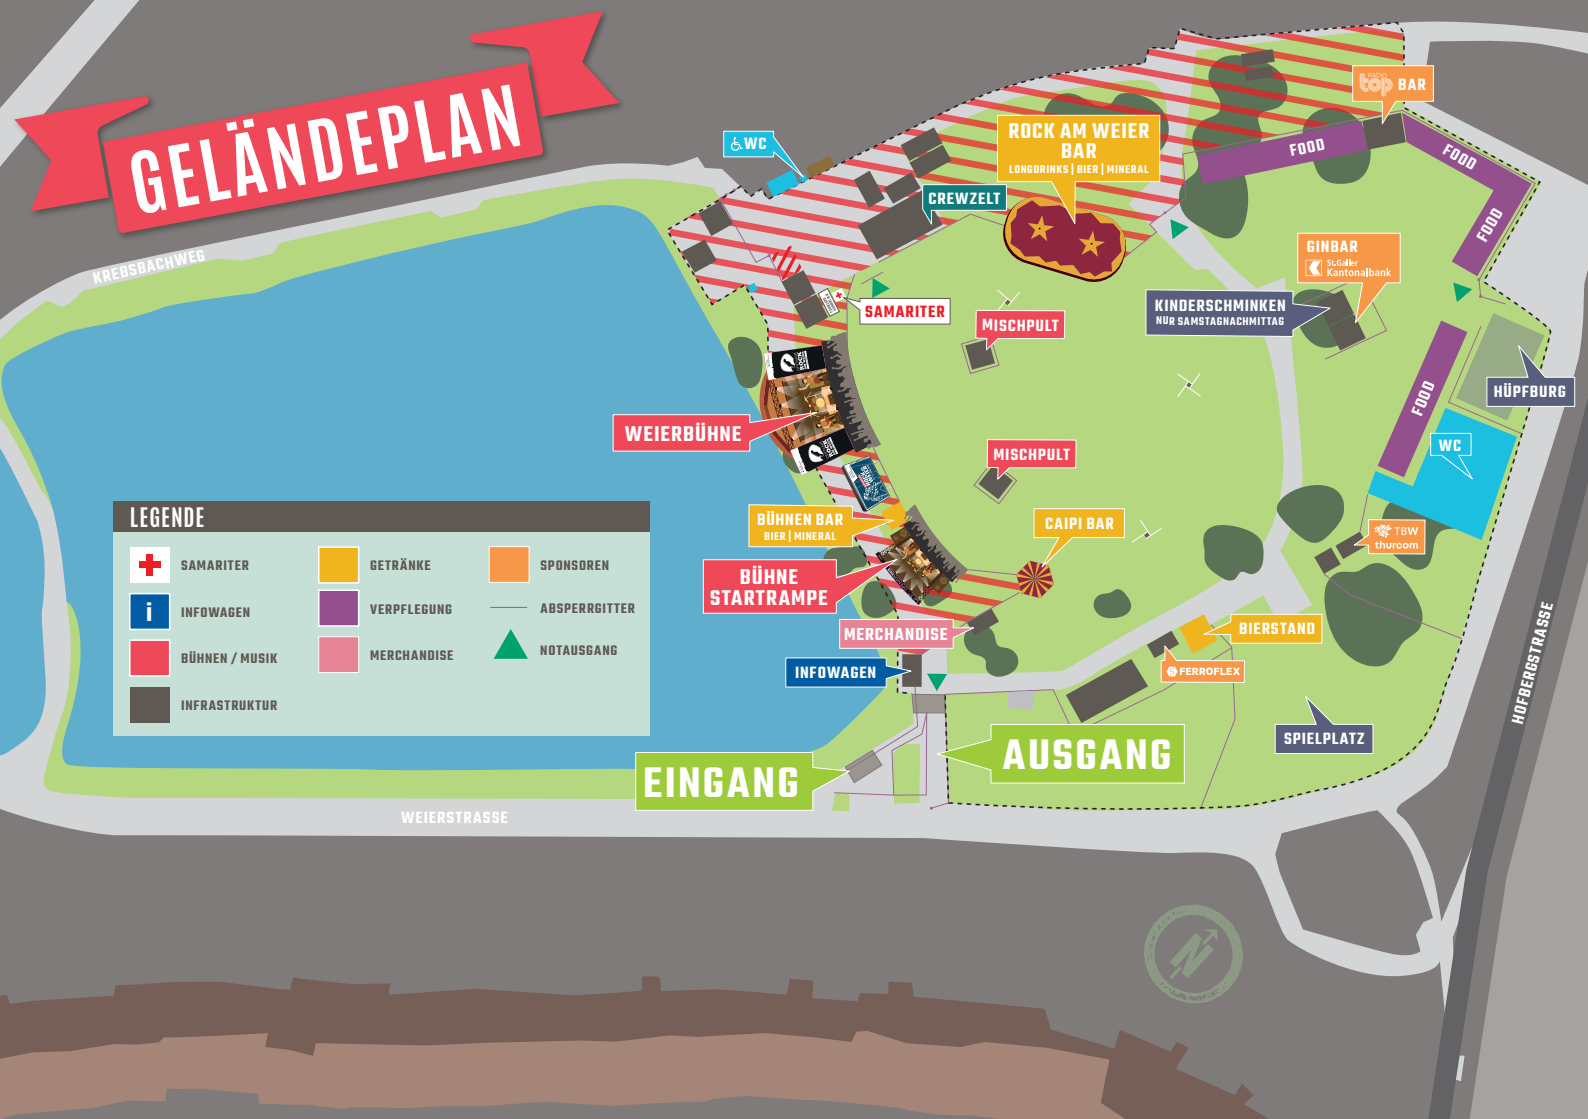 GELÄNDEPLAN
KREBSBACHWEG
WC
CREWZELT
ROCK AM WEIER
BAR
LONGDRINKS | BIER | MINERAL
RADIO
top BAR
FOOD
FOOD
FOOD
GINBAR
St.Galler
Kantonalbank
KINDERSCHMINKEN
NUR SAMSTAGNACHMITTAG
SAMARITER
MISCHPULT
HÜPFBURG
FOOD
WC
WEIERBÜHNE
MISCHPULT
BÜHNEN BAR
BIER | MINERAL
CAIPI BAR
TBW
thurcom
BÜHNE
STARTRAMPE
MERCHANDISE
INFOWAGEN
BIERSTAND
FERROFLEX
SPIELPLATZ
HOFBERGSTRASSE
AUSGANG
EINGANG
WEIERSTRASSE
LEGENDE
SAMARITER
i INFOWAGEN
BÜHNEN / MUSIK
INFRASTRUKTUR
GETRÄNKE
VERPFLEGUNG
MERCHANDISE
SPONSOREN
ABSPERRGITTER
NOTAUSGANG
N